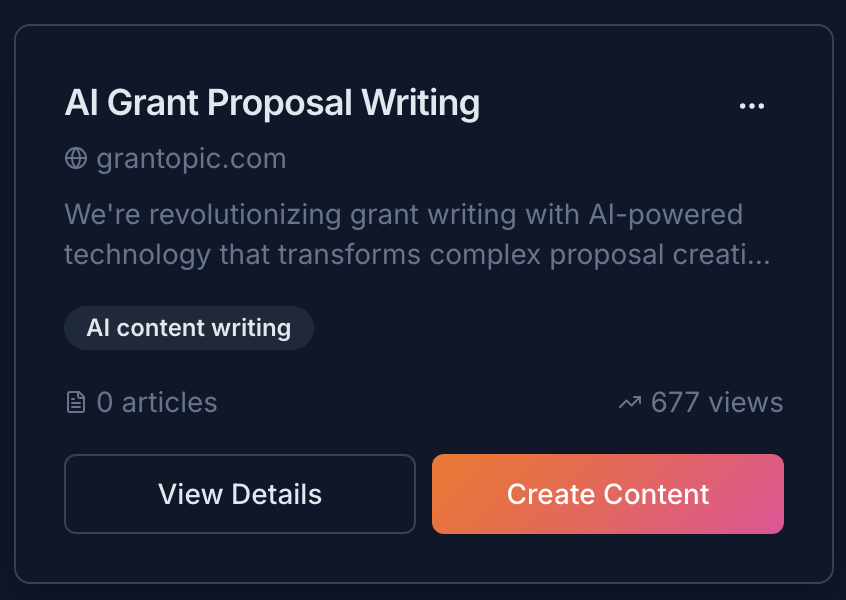 AI Grant Proposal Writing
...
grantopic.com
We're revolutionizing grant writing with AI-powered
technology that transforms complex proposal creati...
AI content writing
0 articles
677 views
View Details
Create Content